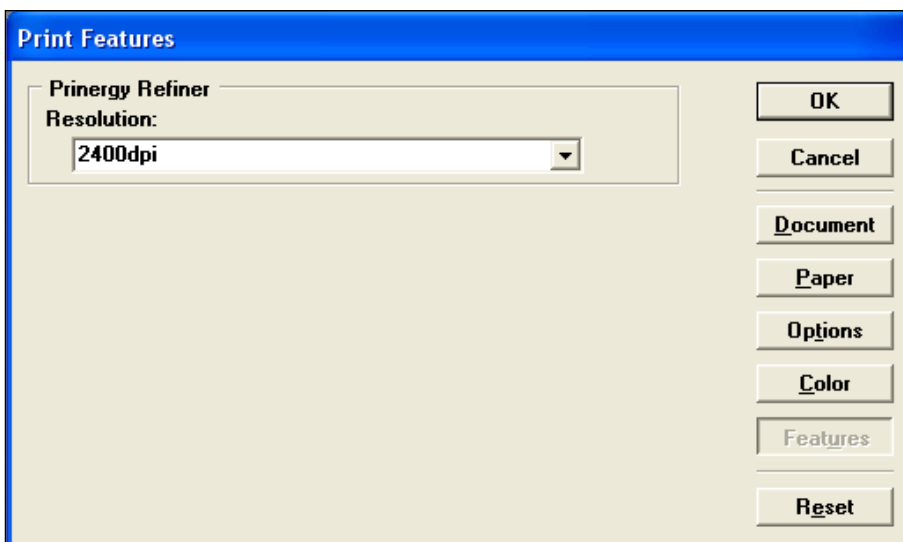 Print Features
Prinergy Refiner
Resolution:
2400dpi
OK
Cancel
Document
Paper
Options
Color
Features
Reset